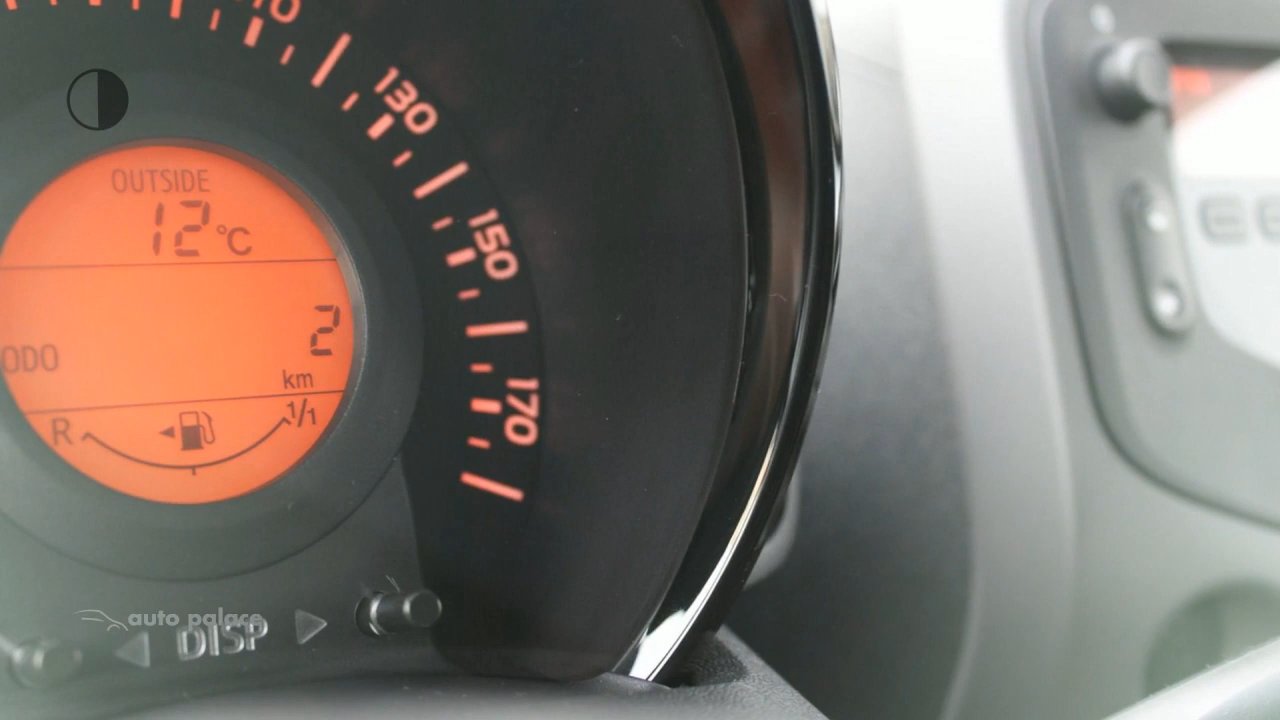 130
150
170
OUTSIDE
12°C
2
ODO
km
R
1/1
auto palace
DISP